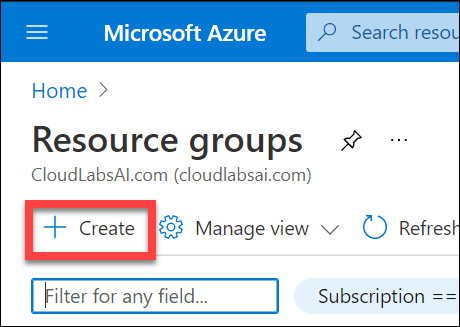 Microsoft Azure Search resou
Home
Resource groups
CloudLabsAI.com (cloudlabsai.com)
Create Manage view Refresh
Filter for any field... Subscription ==